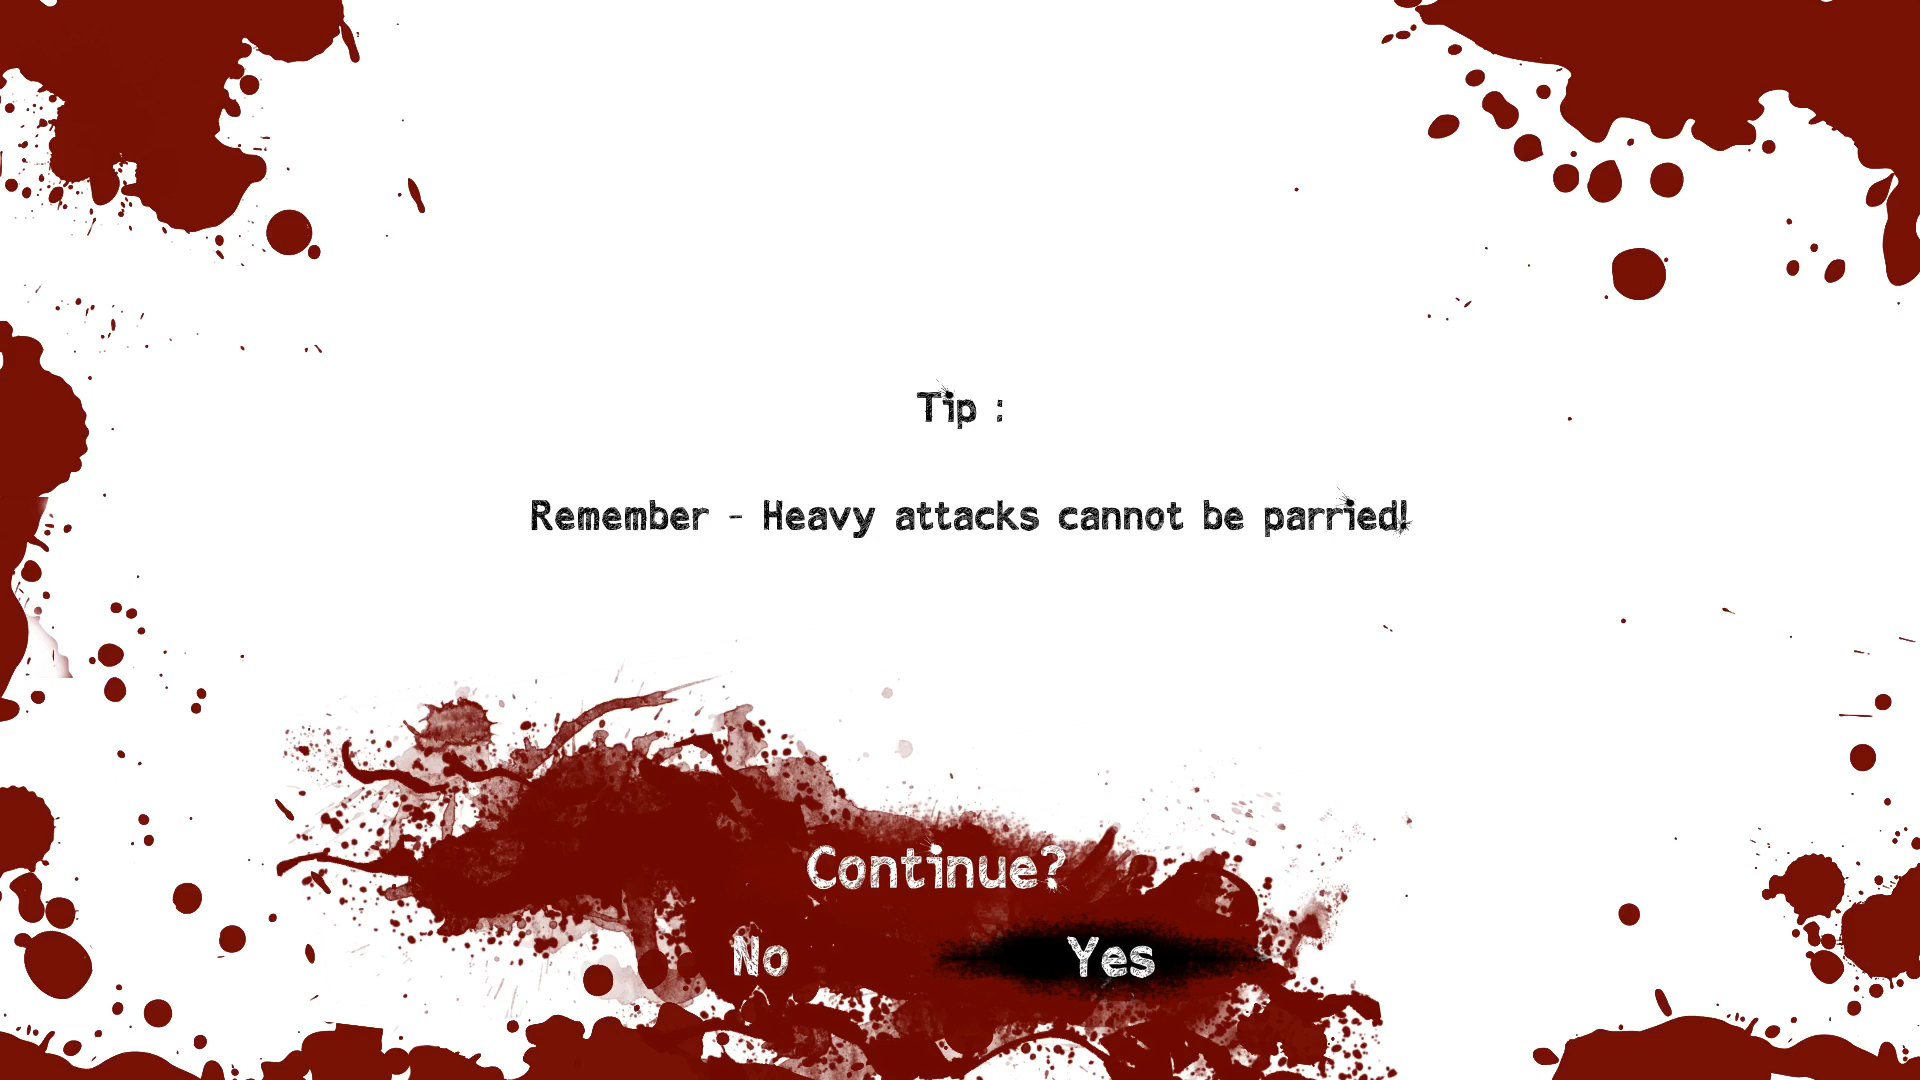 Tip :
Remember - Heavy attacks cannot be parried!
Continue?
No Yes